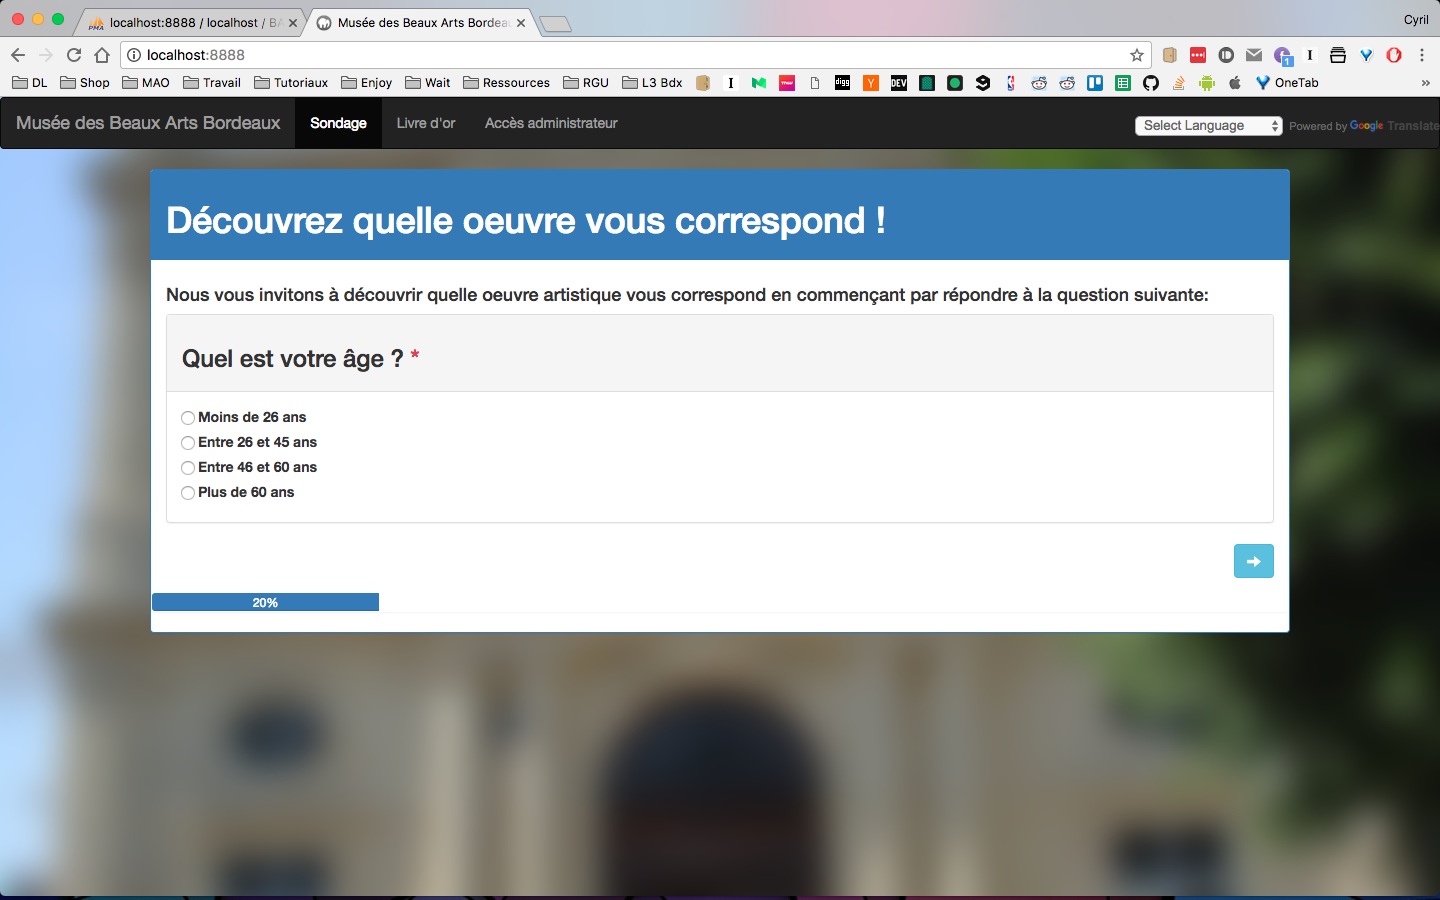 localhost:8888 / localhost / BA
Musée des Beaux Arts Bordeau
Cyril
localhost:8888
DL Shop MAO Travail Tutoriaux Enjoy Wait Ressources RGU L3 Bdx OneTab »
Musée des Beaux Arts Bordeaux
Sondage
Livre d'or
Accès administrateur
Select Language
Powered by Google Translate
Découvrez quelle oeuvre vous correspond !
Nous vous invitons à découvrir quelle oeuvre artistique vous correspond en commençant par répondre à la question suivante:
Quel est votre âge ? *
Moins de 26 ans
Entre 26 et 45 ans
Entre 46 et 60 ans
Plus de 60 ans
20%